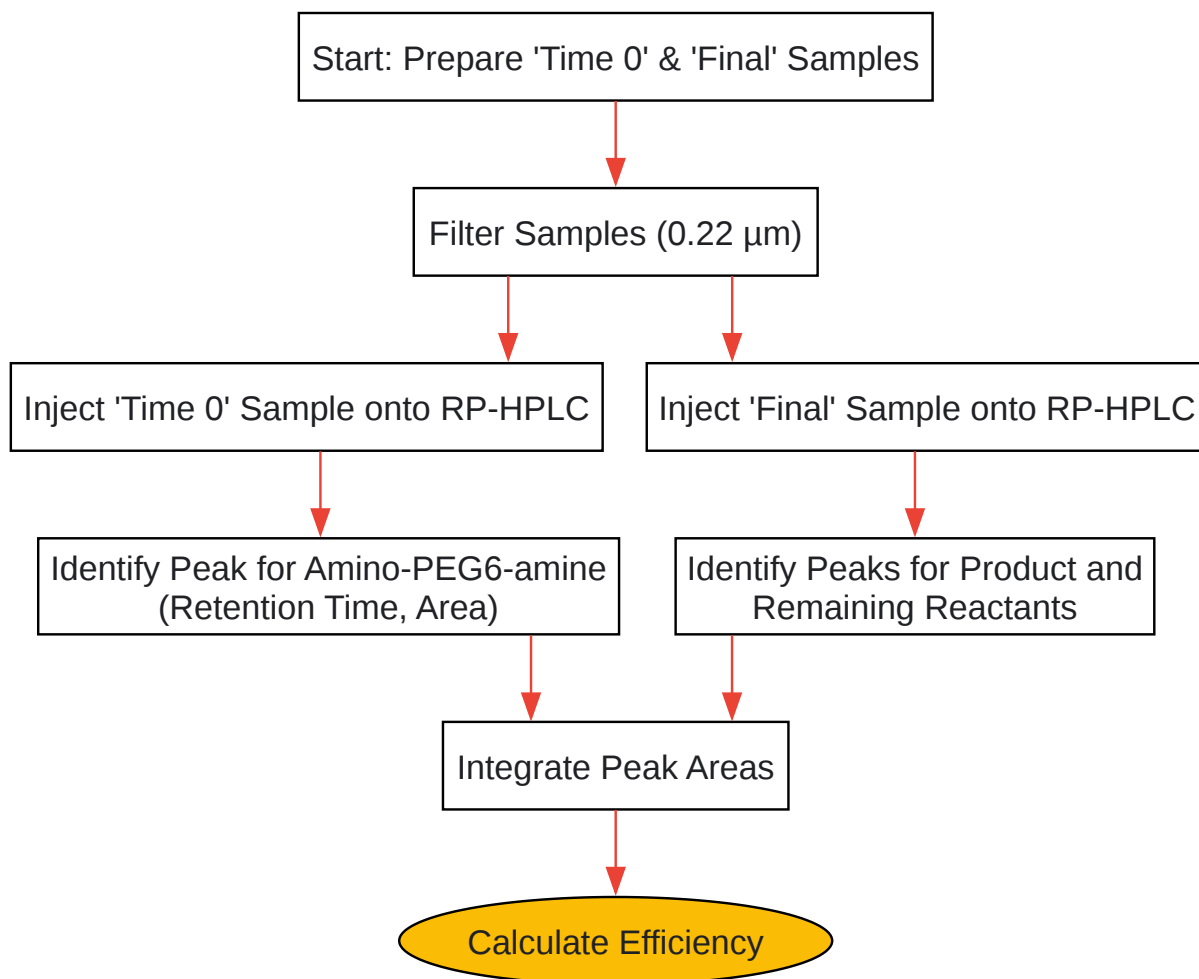 Start: Prepare 'Time 0' & 'Final' Samples
Filter Samples (0.22 µm)
Inject 'Time 0' Sample onto RP-HPLC
Inject 'Final' Sample onto RP-HPLC
Identify Peak for Amino-PEG6-amine
(Retention Time, Area)
Identify Peaks for Product and
Remaining Reactants
Integrate Peak Areas
Calculate Efficiency